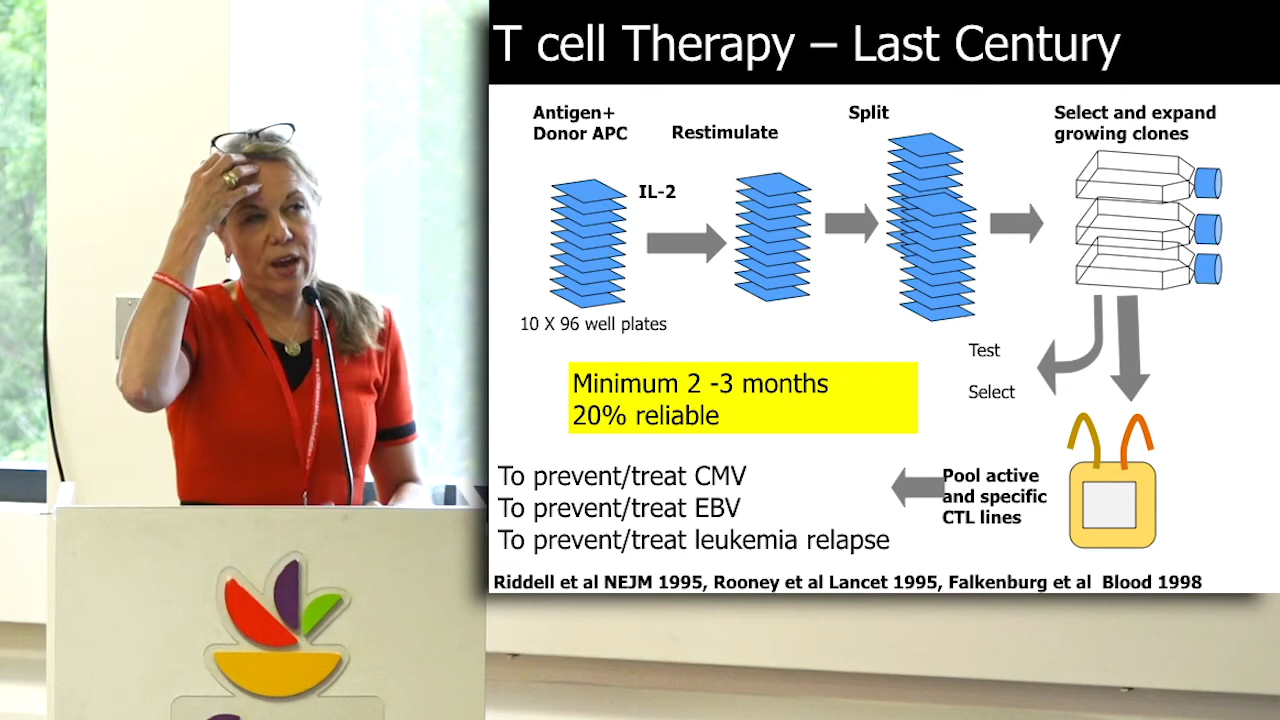 T cell Therapy – Last Century
Antigen+
Donor APC
Restimulate
Split
Select and expand
growing clones
IL-2
10 X 96 well plates
Test
Select
Minimum 2 -3 months
20% reliable
To prevent/treat CMV
To prevent/treat EBV
To prevent/treat leukemia relapse
Pool active
and specific
CTL lines
Riddell et al NEJM 1995, Rooney et al Lancet 1995, Falkenburg et al Blood 1998